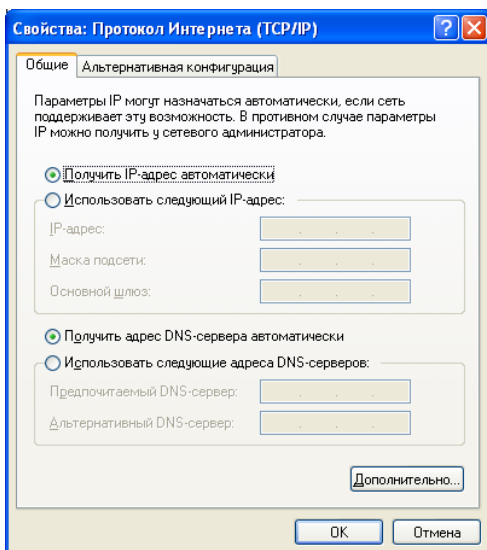 Свойства: Протокол Интернета (TCP/IP)
Общие
Альтернативная конфигурация
Параметры IP могут назначаться автоматически, если сеть
поддерживает эту возможность. В противном случае параметры
IP можно получить у сетевого администратора.
Получить IP-адрес автоматически
Использовать следующий IP-адрес:
IP-адрес:
Маска подсети:
Основной шлюз:
Получить адрес DNS-сервера автоматически
Использовать следующие адреса DNS-серверов:
Предпочитаемый DNS-сервер:
Альтернативный DNS-сервер:
Дополнительно...
OK
Отмена